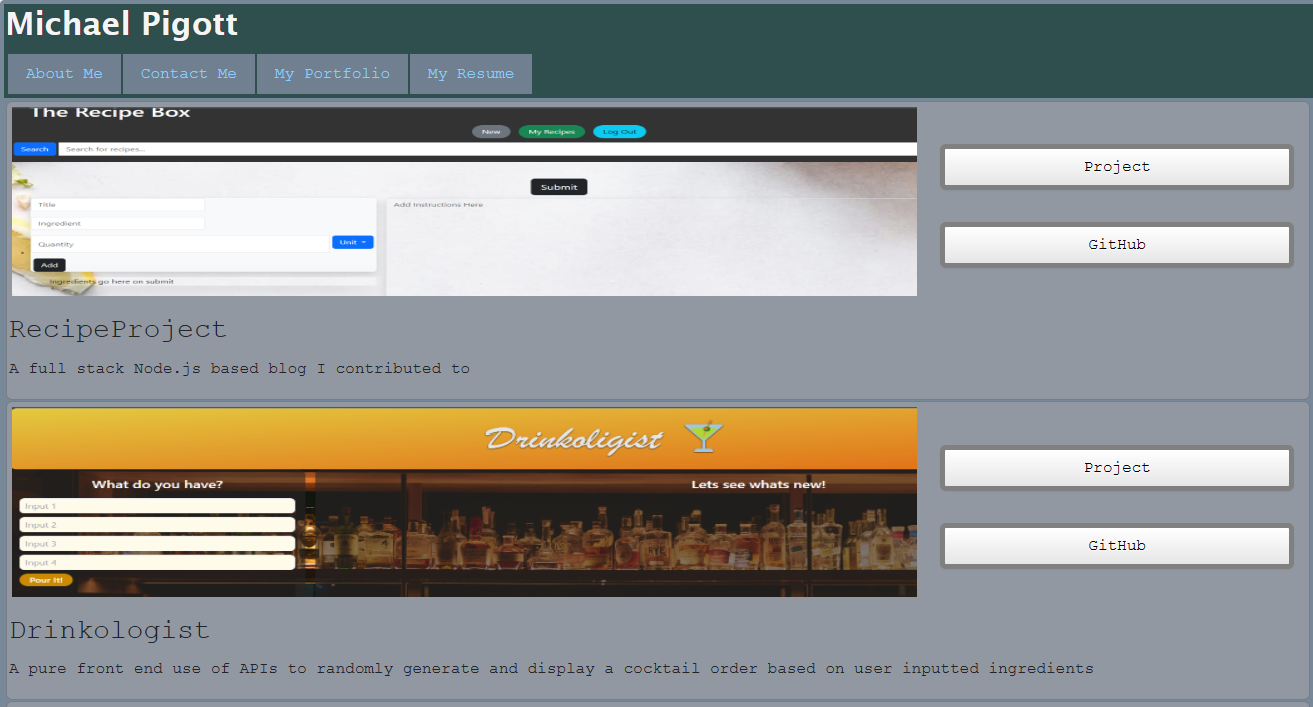 Michael Pigott
About Me Contact Me My Portfolio My Resume
The Recipe Box
New My Recipes Log Out
Search Search for recipes...
Submit
Title
Add Instructions Here
Ingredient
Quantity Unit
Add
Ingredients go here on submit
Project
GitHub
RecipeProject
A full stack Node.js based blog I contributed to
Drinkoligist
What do you have?
Lets see whats new!
Input 1
Input 2
Input 3
Input 4
Pour It!
Project
GitHub
Drinkologist
A pure front end use of APIs to randomly generate and display a cocktail order based on user inputted ingredients